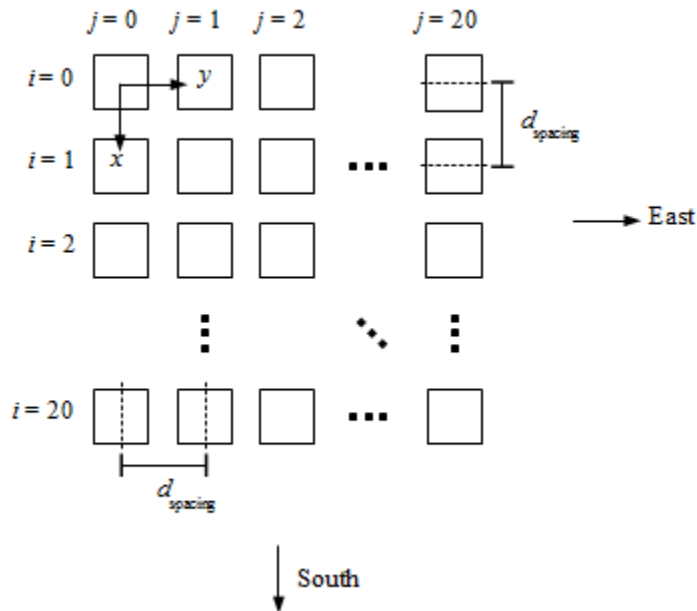 j = 0 j = 1 j = 2 j = 20
i = 0 y
d_spacing
i = 1 x
East
i = 2
i = 20
d_spacing
South